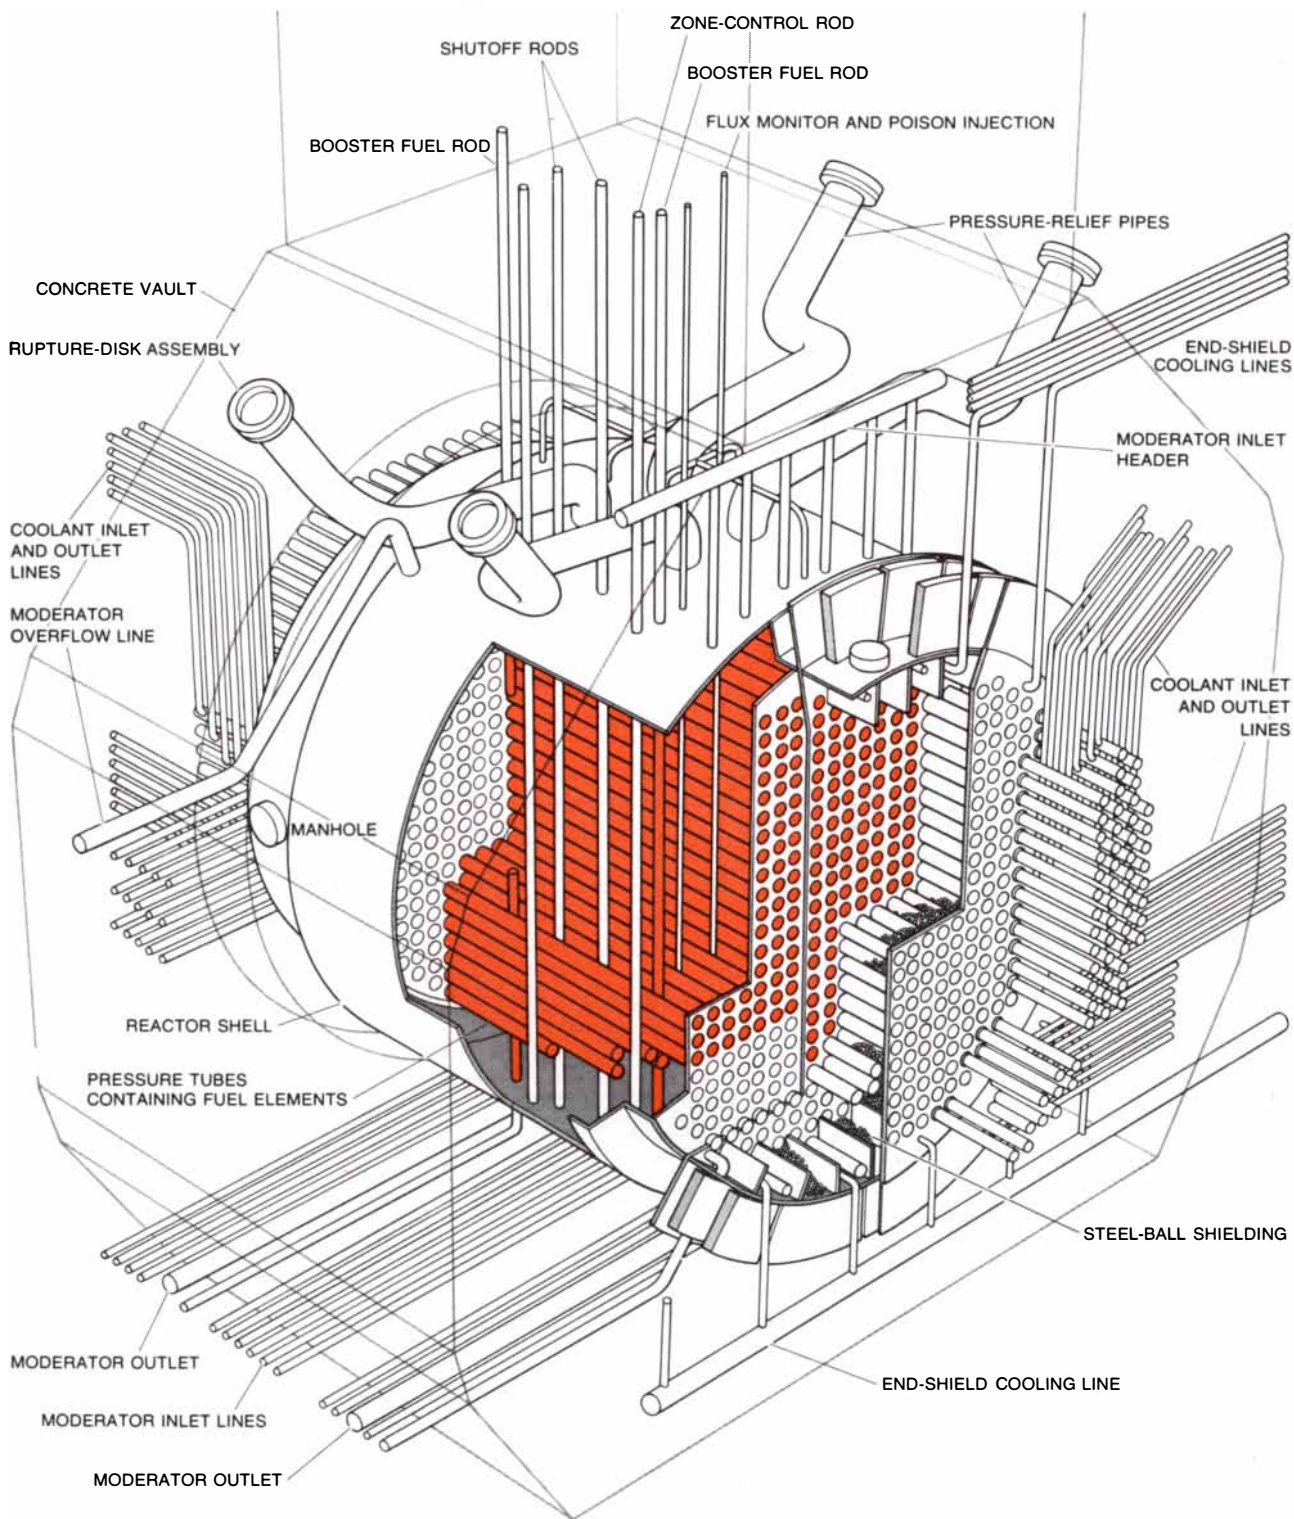 ZONE-CONTROL ROD
SHUTOFF RODS
BOOSTER FUEL ROD
FLUX MONITOR AND POISON INJECTION
BOOSTER FUEL ROD
PRESSURE-RELIEF PIPES
CONCRETE VAULT
RUPTURE-DISK ASSEMBLY
END-SHIELD
COOLING LINES
MODERATOR INLET
HEADER
COOLANT INLET
AND OUTLET
LINES
MODERATOR
OVERFLOW LINE
COOLANT INLET
AND OUTLET
LINES
MANHOLE
REACTOR SHELL
PRESSURE TUBES
CONTAINING FUEL ELEMENTS
STEEL-BALL SHIELDING
MODERATOR OUTLET
END-SHIELD COOLING LINE
MODERATOR INLET LINES
MODERATOR OUTLET